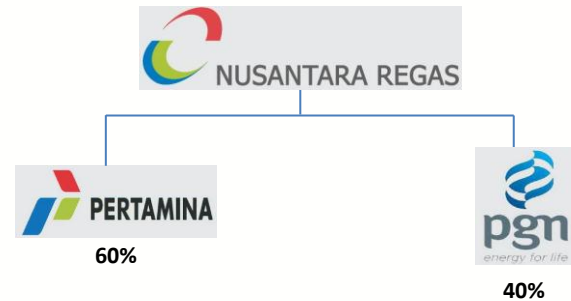 NUSANTARA REGAS
PERTAMINA
60%
pgn
energy for life
40%